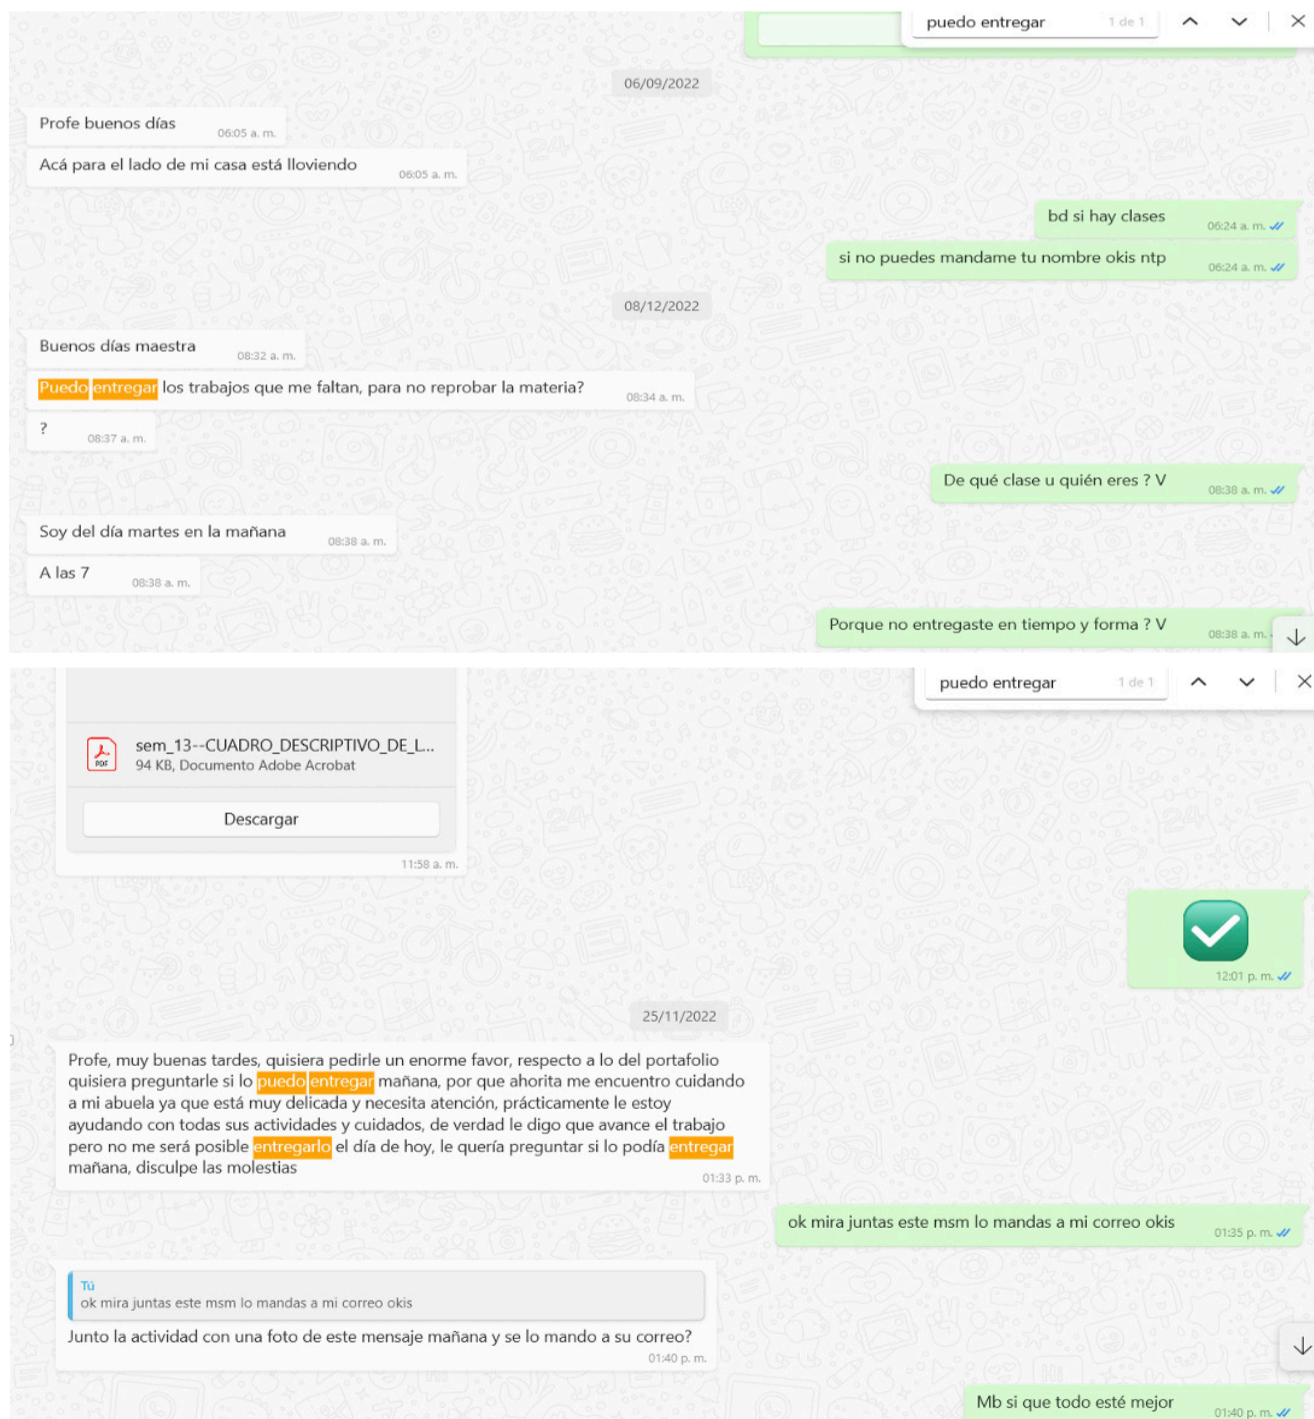 puedo entregar 1 de 1
06/09/2022
Profe buenos días 06:05 a. m.
Acá para el lado de mi casa está lloviendo 06:05 a. m.
bd si hay clases 06:24 a. m.
si no puedes mandame tu nombre okis ntp 06:24 a. m.
08/12/2022
Buenos días maestra 08:32 a. m.
Puedo entregar los trabajos que me faltan, para no reprobar la materia? 08:34 a. m.
? 08:37 a. m.
De qué clase u quién eres ? V 08:38 a. m.
Soy del día martes en la mañana 08:38 a. m.
A las 7 08:38 a. m.
Porque no entregaste en tiempo y forma ? V 08:38 a. m.
puedo entregar 1 de 1
PDF
sem_13--CUADRO_DESCRIPTIVO_DE_L...
94 KB, Documento Adobe Acrobat
Descargar
11:58 a. m.
12:01 p. m.
25/11/2022
Profe, muy buenas tardes, quisiera pedirle un enorme favor, respecto a lo del portafolio
quisiera preguntarle si lo puedo entregar mañana, por que ahorita me encuentro cuidando
a mi abuela ya que está muy delicada y necesita atención, prácticamente le estoy
ayudando con todas sus actividades y cuidados, de verdad le digo que avance el trabajo
pero no me será posible entregarlo el día de hoy, le quería preguntar si lo podía entregar
mañana, disculpe las molestias
01:33 p. m.
ok mira juntas este msm lo mandas a mi correo okis 01:35 p. m.
Tú
ok mira juntas este msm lo mandas a mi correo okis
Junto la actividad con una foto de este mensaje mañana y se lo mando a su correo?
01:40 p. m.
Mb si que todo esté mejor 01:40 p. m.